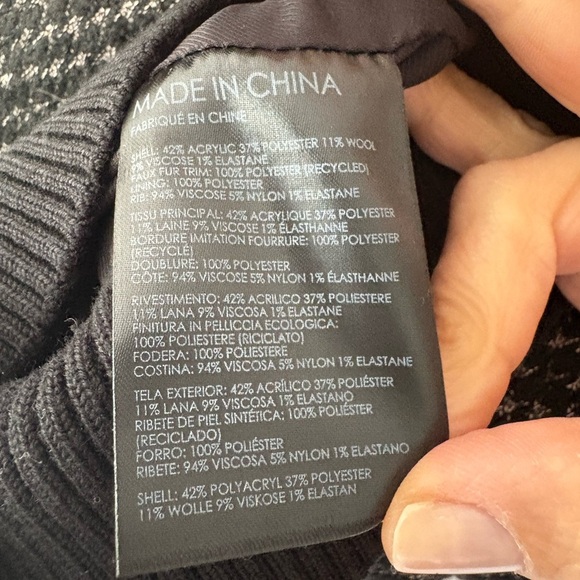 MADE IN CHINA
FABRIQUÉ EN CHINE
SHELL: 42% ACRYLIC 37% POLYESTER 11% WOOL
9% VISCOSE 1% ELASTANE
FAUX FUR TRIM: 100% POLYESTER (RECYCLED)
LINING: 100% POLYESTER
RIB: 94% VISCOSE 5% NYLON 1% ELASTANE
TISSU PRINCIPAL: 42% ACRYLIQUE 37% POLYESTER
11% LAINE 9% VISCOSE 1% ÉLASTHANNE
BORDURE IMITATION FOURRURE: 100% POLYESTER
(RECYCLÉ)
DOUBLURE: 100% POLYESTER
CÔTE: 94% VISCOSE 5% NYLON 1% ÉLASTHANNE
RIVESTIMENTO: 42% ACRILICO 37% POLIESTERE
11% LANA 9% VISCOSA 1% ELASTANE
FINITURA IN PELLICCIA ECOLOGICA:
100% POLIESTERE (RICICLATO)
FODERA: 100% POLIESTERE
COSTINA: 94% VISCOSA 5% NYLON 1% ELASTANE
TELA EXTERIOR: 42% ACRÍLICO 37% POLIÉSTER
11% LANA 9% VISCOSA 1% ELASTANO
RIBETE DE PIEL SINTÉTICA: 100% POLIÉSTER
(RECICLADO)
FORRO: 100% POLIÉSTER
RIBETE: 94% VISCOSA 5% NYLON 1% ELASTANO
SHELL: 42% POLYACRYL 37% POLYESTER
11% WOLLE 9% VISKOSE 1% ELASTAN